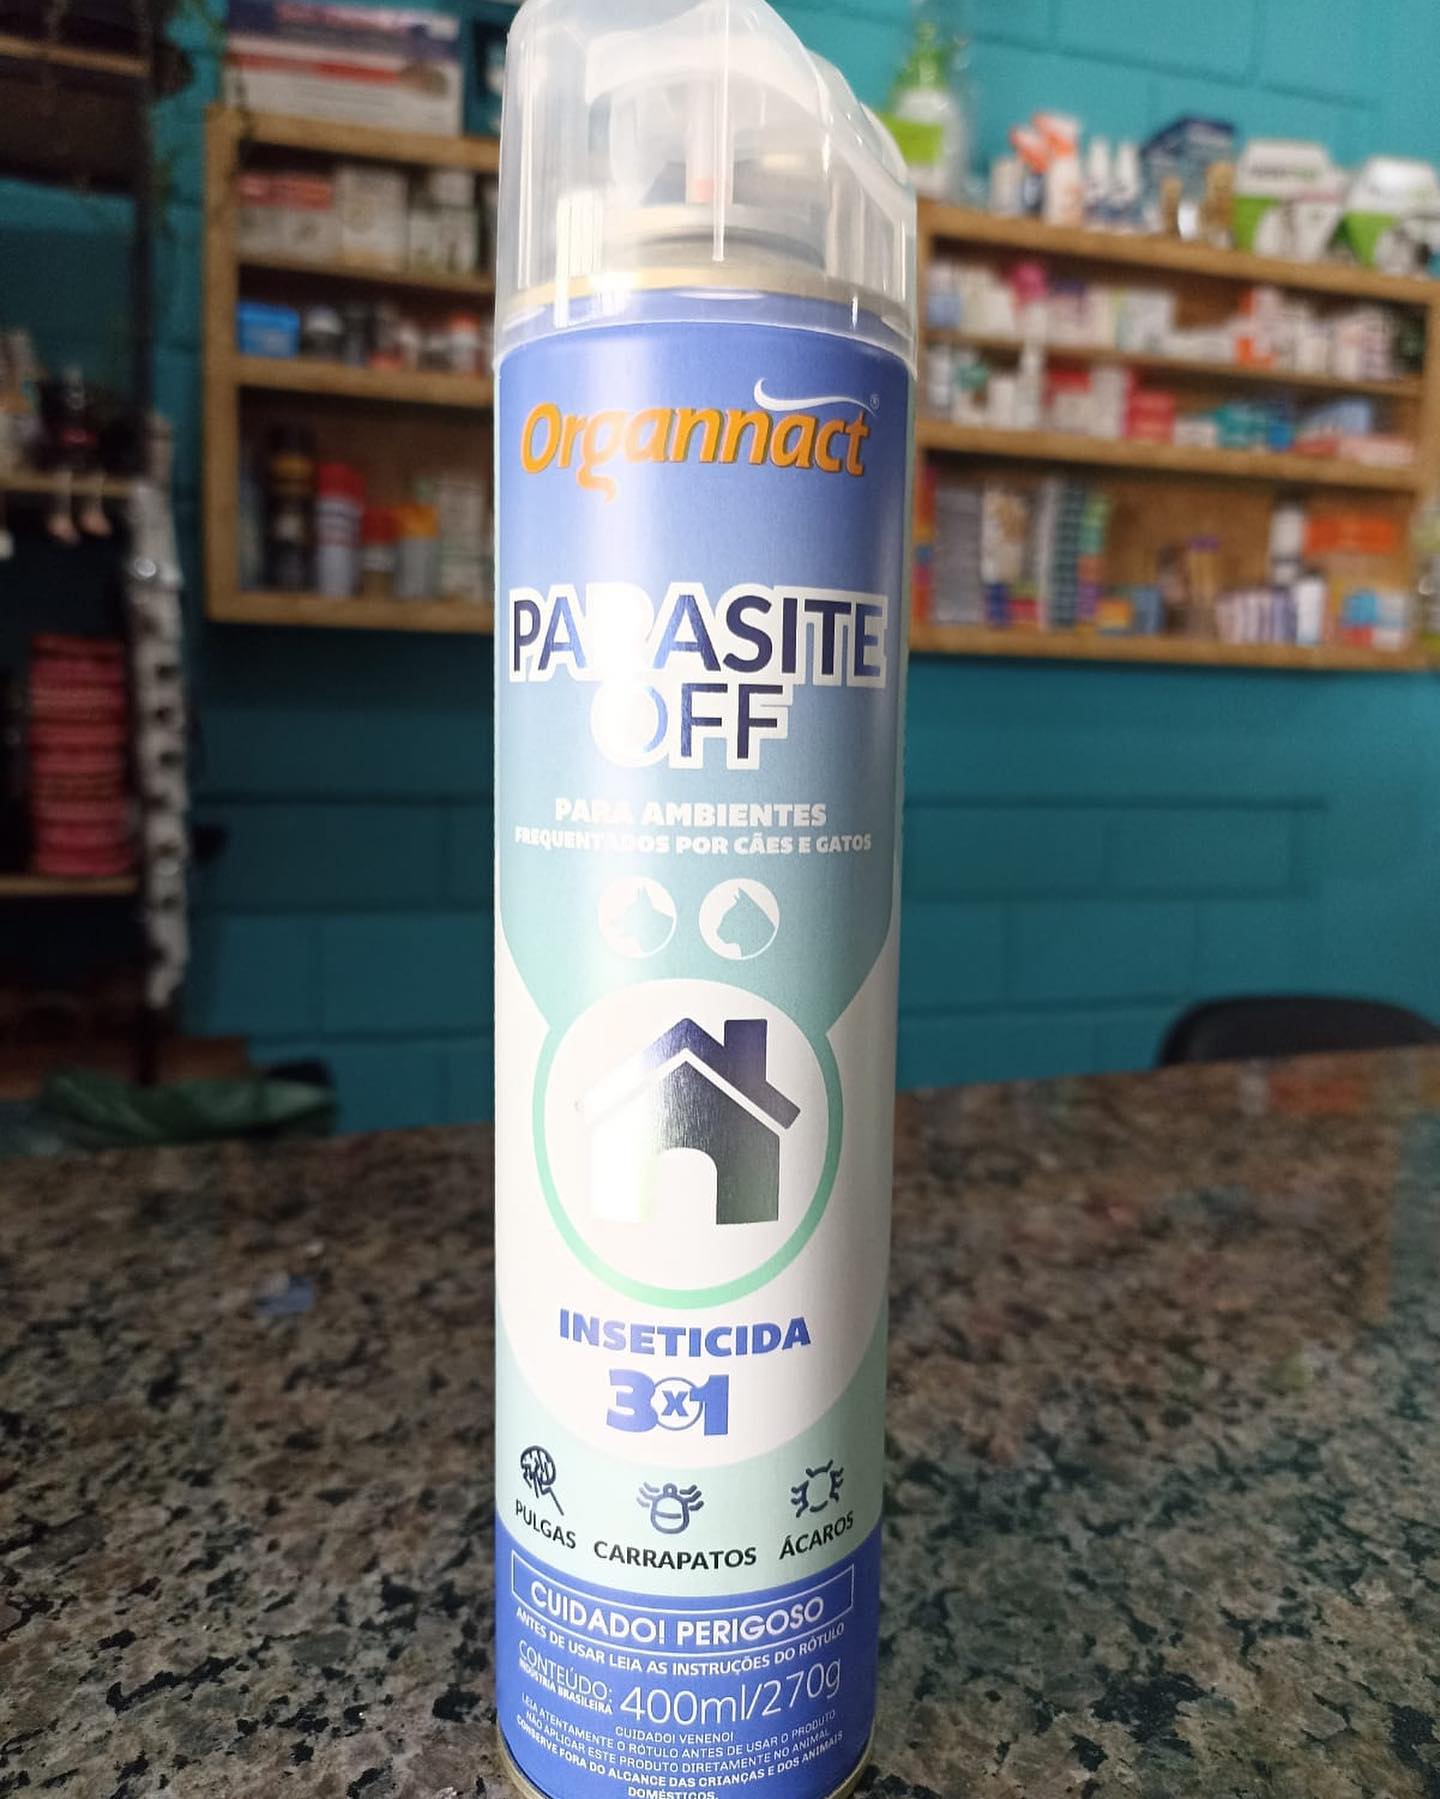 Organnact®
PARASITE
OFF
PARA AMBIENTES
FREQUENTADOS POR CÃES E GATOS
INSETICIDA
3x1
PULGAS CARRAPATOS ÁCAROS
CUIDADO! PERIGOSO
ANTES DE USAR LEIA AS INSTRUÇÕES DO RÓTULO
CONTEÚDO: 400ml/270g
INDÚSTRIA BRASILEIRA
CUIDADO! VENENO!
LEIA ATENTAMENTE O RÓTULO ANTES DE USAR O PRODUTO
NÃO APLICAR ESTE PRODUTO DIRETAMENTE NO ANIMAL
CONSERVE FORA DO ALCANCE DAS CRIANÇAS E DOS ANIMAIS
DOMÉSTICOS.